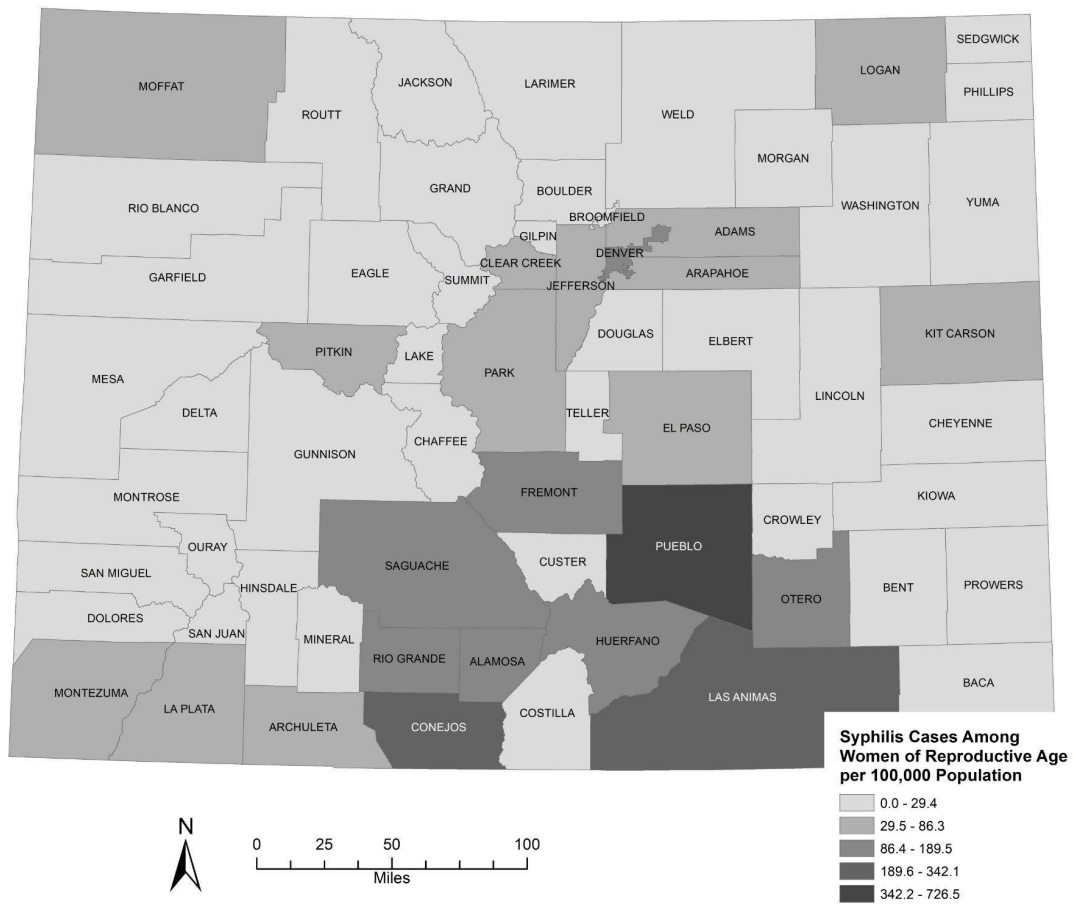 SEDGWICK
LOGAN
JACKSON
LARIMER
MOFFAT
PHILLIPS
ROUTT
WELD
MORGAN
GRAND
BOULDER
YUMA
WASHINGTON
RIO BLANCO
BROOMFIELD
ADAMS
GILPIN
DENVER
CLEAR CREEK
ARAPAHOE
EAGLE
GARFIELD
SUMMIT
JEFFERSON
DOUGLAS
KIT CARSON
ELBERT
PITKIN
LAKE
PARK
MESA
LINCOLN
DELTA
TELLER
CHEYENNE
EL PASO
CHAFFEE
GUNNISON
FREMONT
KIOWA
MONTROSE
CROWLEY
PUEBLO
OURAY
CUSTER
SAGUACHE
SAN MIGUEL
PROWERS
BENT
HINSDALE
OTERO
DOLORES
SAN JUAN
MINERAL
HUERFANO
RIO GRANDE
ALAMOSA
BACA
MONTEZUMA
LAS ANIMAS
LA PLATA
COSTILLA
ARCHULETA
CONEJOS
Syphilis Cases Among
Women of Reproductive Age
per 100,000 Population
0.0 - 29.4
29.5 - 86.3
86.4 - 189.5
189.6 - 342.1
342.2 - 726.5
N
0 25 50 100
Miles